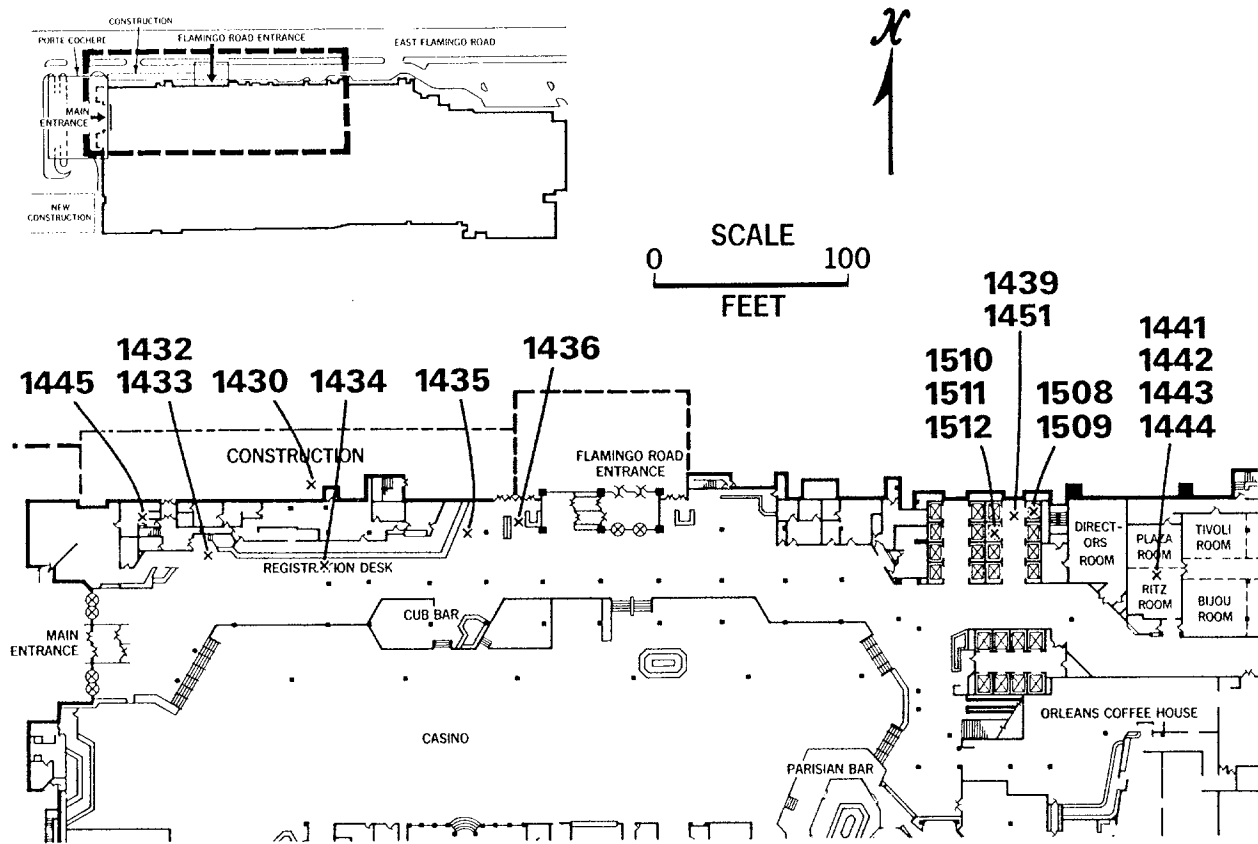 CONSTRUCTION
PORTE COCHERE
FLAMINGO ROAD ENTRANCE
EAST FLAMINGO ROAD
MAIN
ENTRANCE
NEW
CONSTRUCTION
N
SCALE
0 100
FEET
1445
1432
1433
1430
1434
1435
1436
1510
1511
1512
1439
1451
1508
1509
1441
1442
1443
1444
CONSTRUCTION
FLAMINGO ROAD
ENTRANCE
REGISTRATION DESK
DIRECT-
ORS
ROOM
PLAZA
ROOM
TIVOLI
ROOM
RITZ
ROOM
BIJOU
ROOM
CUB BAR
MAIN
ENTRANCE
CASINO
PARISIAN BAR
ORLEANS COFFEE HOUSE